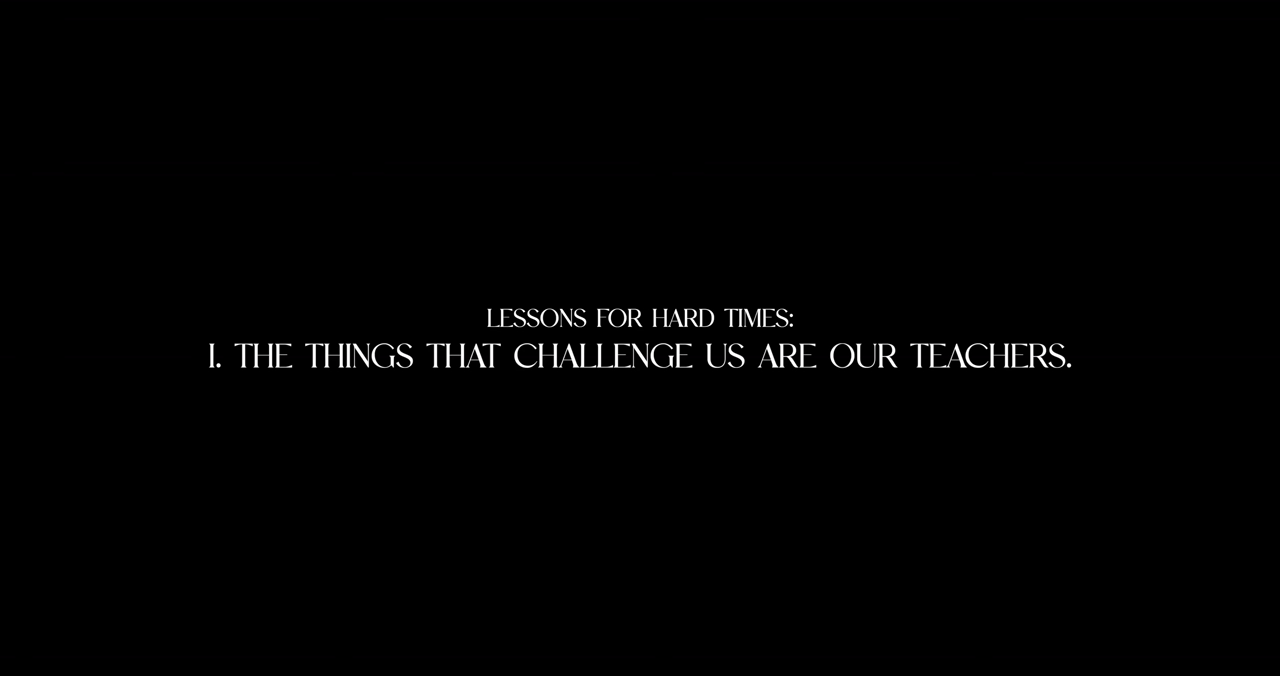 LESSONS FOR HARD TIMES:
1. THE THINGS THAT CHALLENGE US ARE OUR TEACHERS.